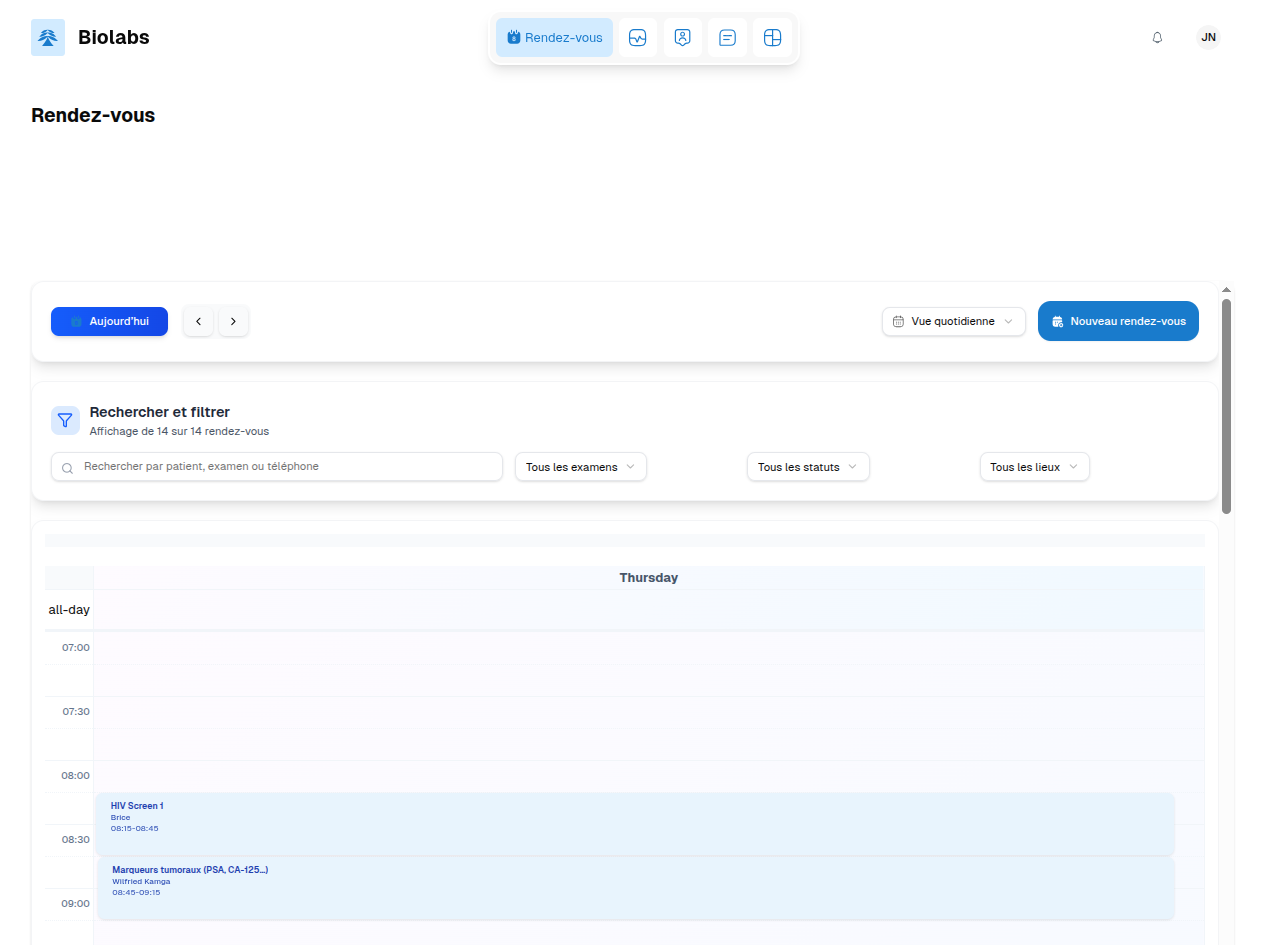 Biolabs
Rendez-vous
JN
Rendez-vous
Aujourd'hui
Vue quotidienne
Nouveau rendez-vous
Rechercher et filtrer
Affichage de 14 sur 14 rendez-vous
Rechercher par patient, examen ou téléphone
Tous les examens
Tous les statuts
Tous les lieux
Thursday
all-day
07:00
07:30
08:00
HIV Screen 1
Brice
08:15-08:45
08:30
Marqueurs tumoraux (PSA, CA-125...)
Wilfried Kamga
08:45-09:15
09:00